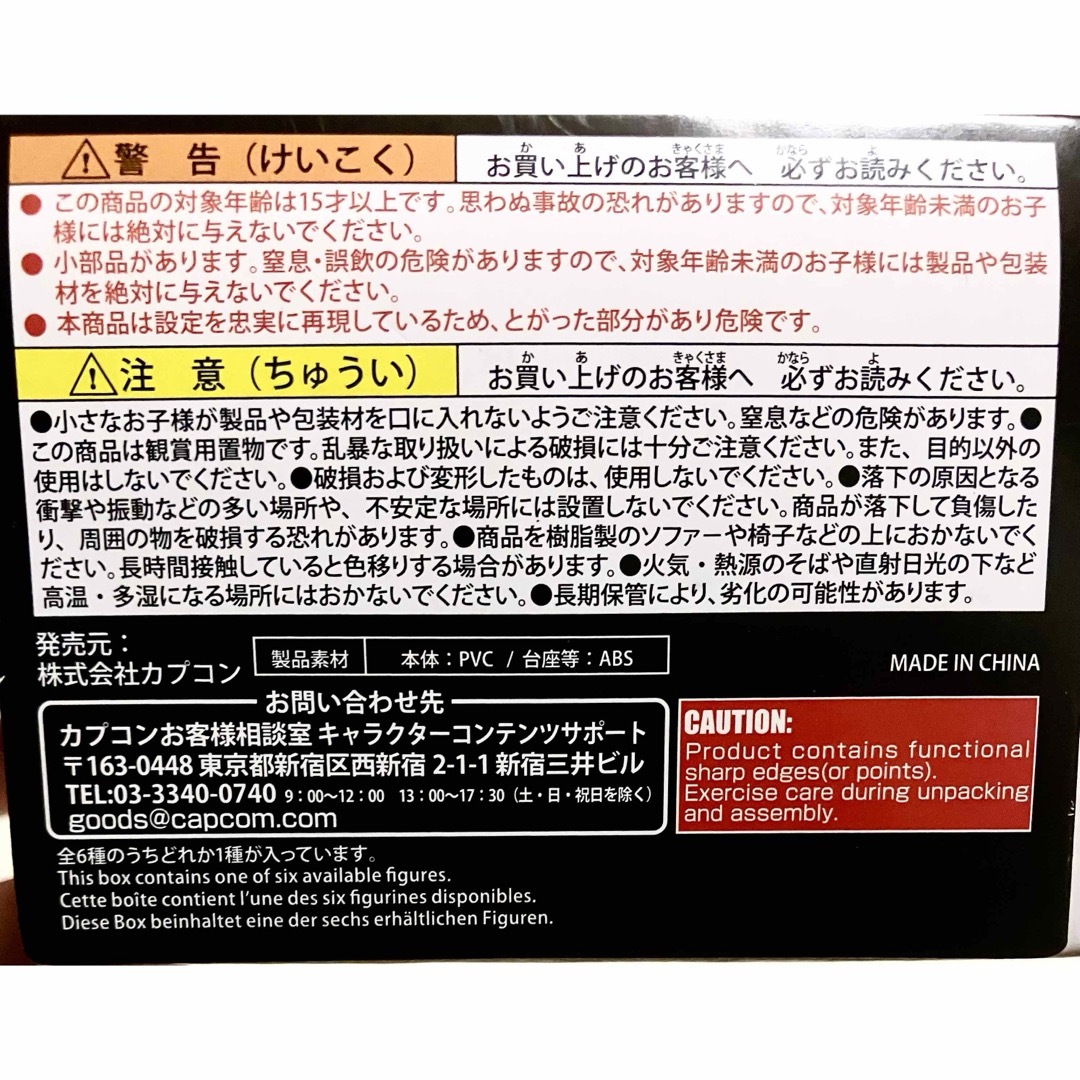 警 告（けいこく）
お買い上げのお客様へ 必ずお読みください。
か あ きゃくさま かなら よ
●この商品の対象年齢は15才以上です。思わぬ事故の恐れがありますので、対象年齢未満のお子
様には絶対に与えないでください。
●小部品があります。窒息・誤飲の危険がありますので、対象年齢未満のお子様には製品や包装
材を絶対に与えないでください。
●本商品は設定を忠実に再現しているため、とがった部分があり危険です。
注 意（ちゅうい）
お買い上げのお客様へ 必ずお読みください。
か あ きゃくさま かなら よ
●小さなお子様が製品や包装材を口に入れないようご注意ください。窒息などの危険があります。●
この商品は観賞用置物です。乱暴な取り扱いによる破損には十分ご注意ください。また、目的以外の
使用はしないでください。●破損および変形したものは、使用しないでください。●落下の原因となる
衝撃や振動などの多い場所や、不安定な場所には設置しないでください。商品が落下して負傷した
り、周囲の物を破損する恐れがあります。●商品を樹脂製のソファーや椅子などの上におかないでく
ださい。長時間接触していると色移りする場合があります。●火気・熱源のそばや直射日光の下など
高温・多湿になる場所にはおかないでください。●長期保管により、劣化の可能性があります。
発売元：
株式会社カプコン
製品素材 本体：PVC / 台座等：ABS
MADE IN CHINA
お問い合わせ先
カプコンお客様相談室 キャラクターコンテンツサポート
〒163-0448 東京都新宿区西新宿 2-1-1 新宿三井ビル
TEL:03-3340-0740 9：00～12：00 13：00～17：30（土・日・祝日を除く）
goods@capcom.com
CAUTION:
Product contains functional
sharp edges(or points).
Exercise care during unpacking
and assembly.
全6種のうちどれか1種が入っています。
This box contains one of six available figures.
Cette boîte contient l'une des six figurines disponibles.
Diese Box beinhaltet eine der sechs erhältlichen Figuren.